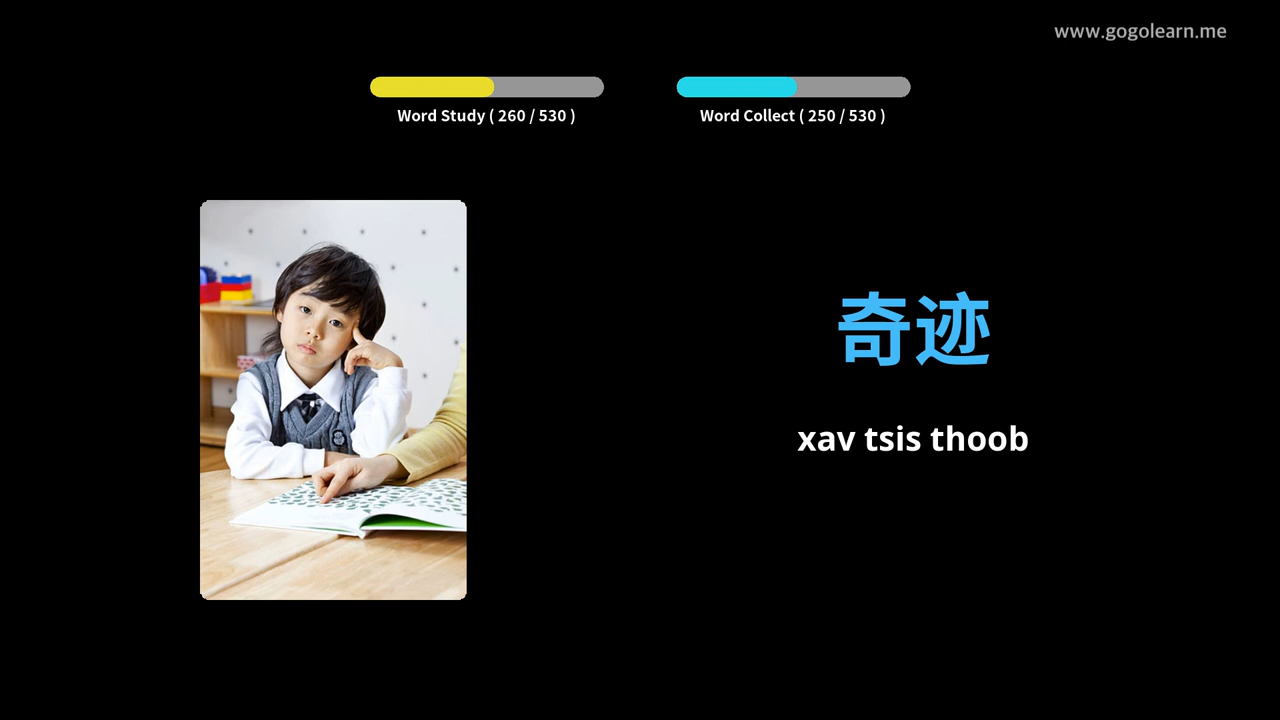 www.gogolearn.me
Word Study ( 260 / 530 )
Word Collect ( 250 / 530 )
奇迹
xav tsis thoob